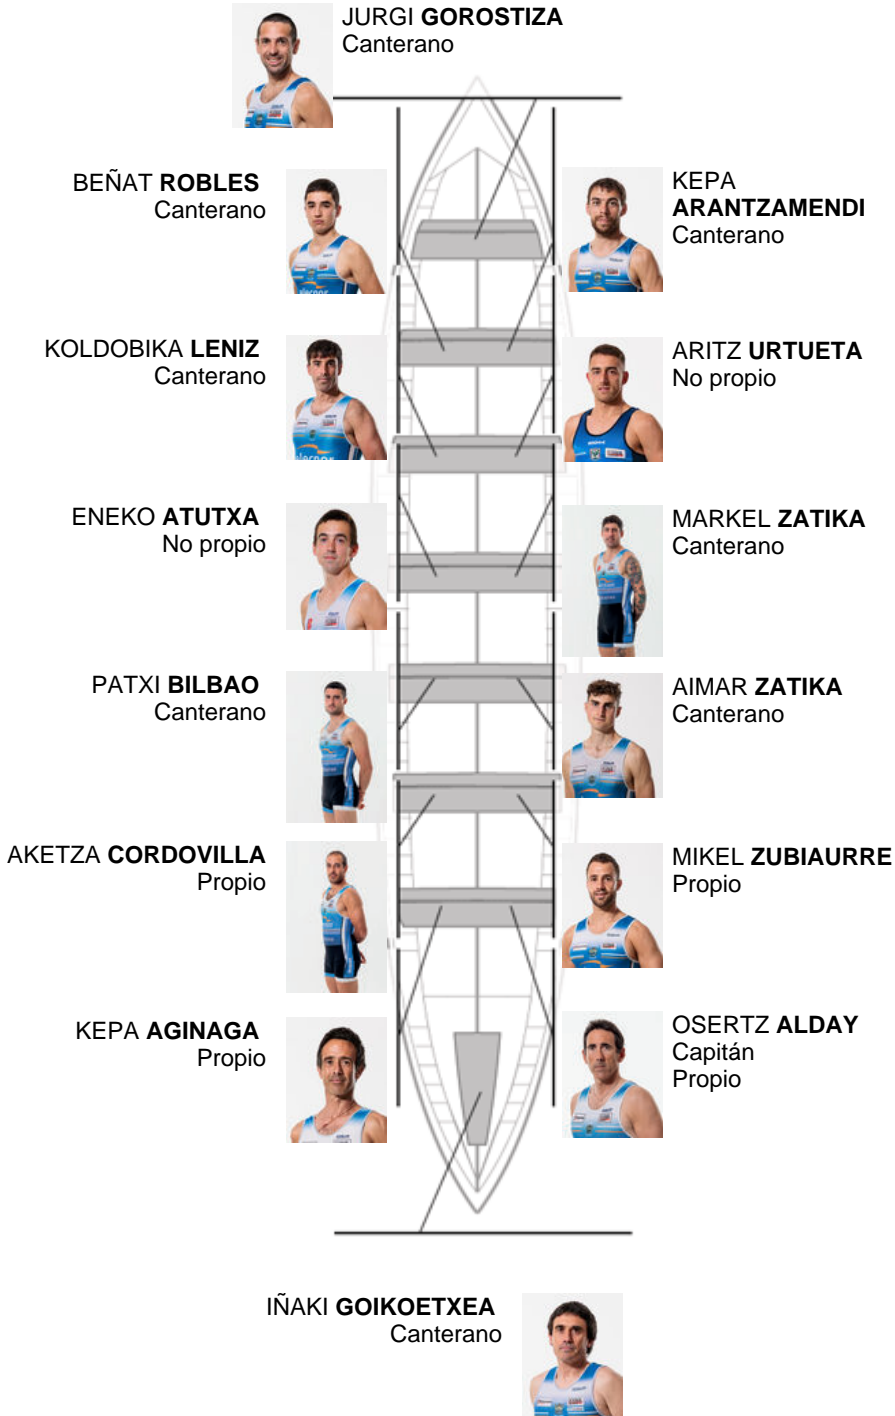 JURGI GOROSTIZA
Canterano
BEÑAT ROBLES
Canterano
KEPA
ARANTZAMENDI
Canterano
KOLDOBIKA LENIZ
Canterano
ARITZ URTUETA
No propio
ENEKO ATUTXA
No propio
MARKEL ZATIKA
Canterano
PATXI BILBAO
Canterano
AIMAR ZATIKA
Canterano
AKETZA CORDOVILLA
Propio
MIKEL ZUBIAURRE
Propio
KEPA AGINAGA
Propio
OSERTZ ALDAY
Capitán
Propio
IÑAKI GOIKOETXEA
Canterano